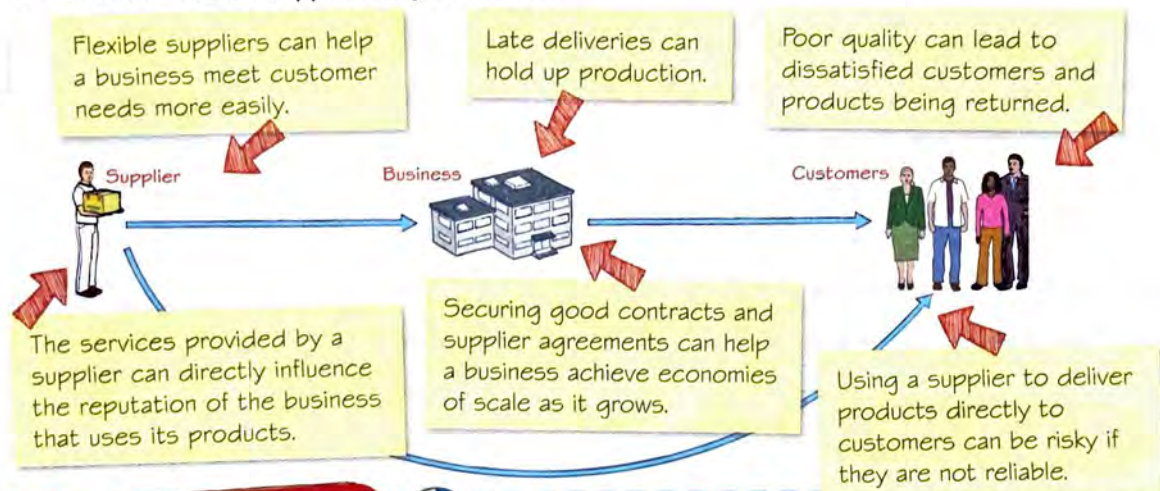 Flexible suppliers can help
a business meet customer
needs more easily.
Late deliveries can
hold up production.
Poor quality can lead to
dissatisfied customers and
products being returned.
Supplier
Business
Customers
The services provided by a
supplier can directly influence
the reputation of the business
that uses its products.
Securing good contracts and
supplier agreements can help
a business achieve economies
of scale as it grows.
Using a supplier to deliver
products directly to
customers can be risky if
they are not reliable.